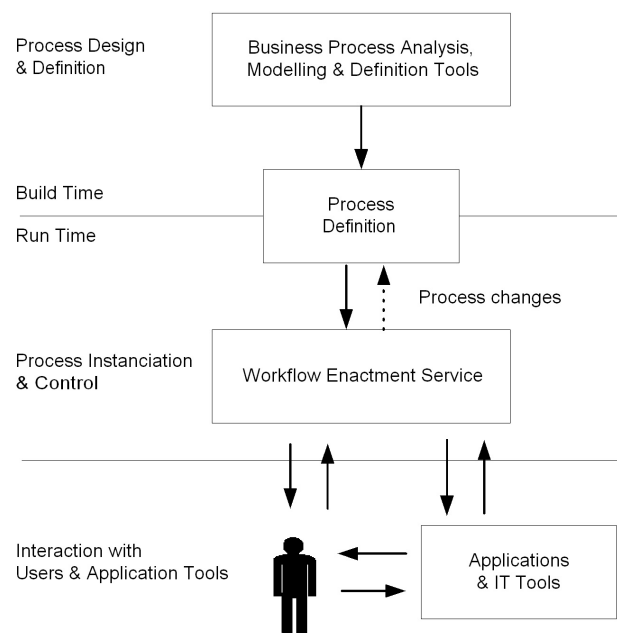 Process Design
& Definition
Business Process Analysis,
Modelling & Definition Tools
Build Time
Process
Definition
Run Time
Process changes
Process Instanciation
& Control
Workflow Enactment Service
Interaction with
Users & Application Tools
Applications
& IT Tools